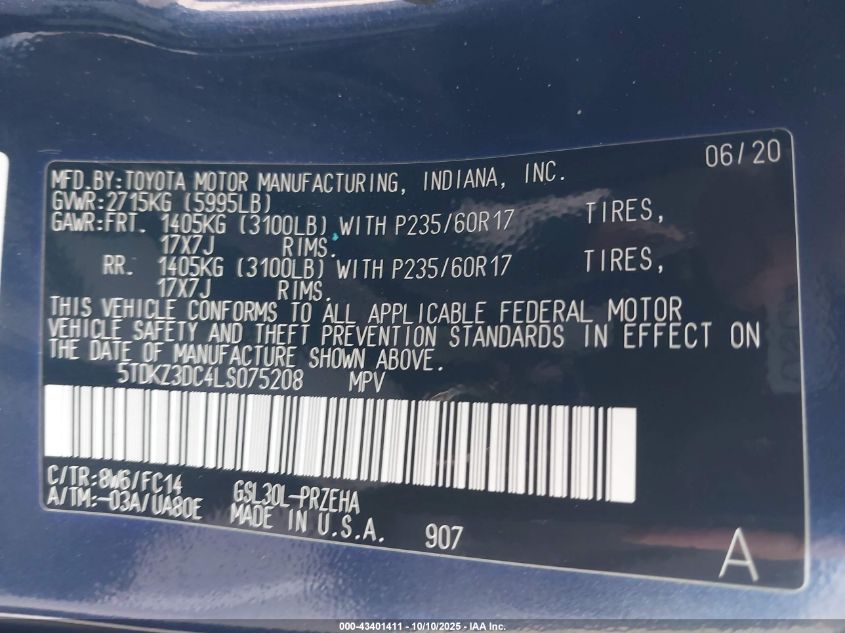 06/20
MFD.BY:TOYOTA MOTOR MANUFACTURING, INDIANA, INC.
GVWR:2715KG (5995LB)
GAWR:FRT. 1405KG (3100LB) WITH P235/60R17 TIRES,
17X7J RIMS.
RR. 1405KG (3100LB) WITH P235/60R17 TIRES,
17X7J RIMS.
THIS VEHICLE CONFORMS TO ALL APPLICABLE FEDERAL MOTOR
VEHICLE SAFETY AND THEFT PREVENTION STANDARDS IN EFFECT ON
THE DATE OF MANUFACTURE SHOWN ABOVE.
5TDKZ3DC4LS075208 MPV
C/TR:8W6/FC14
A/TM:-03A/UA80E GSL30L-PRZEHA
MADE IN U.S.A. 907
A
000-43401411 - 10/10/2025 - IAA Inc.